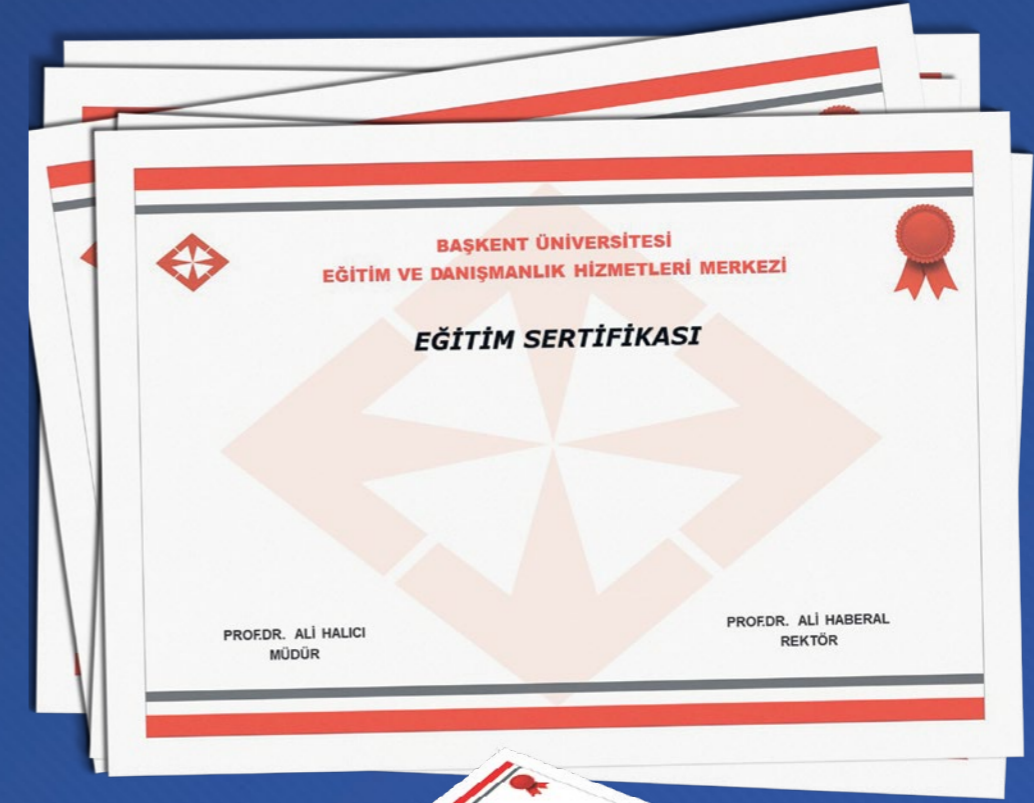 BAŞKENT ÜNİVERSİTESİ
EĞİTİM VE DANIŞMANLIK HİZMETLERİ MERKEZİ
EĞİTİM SERTİFİKASI
PROF.DR. ALİ HALICI
MÜDÜR
PROF.DR. ALİ HABERAL
REKTÖR